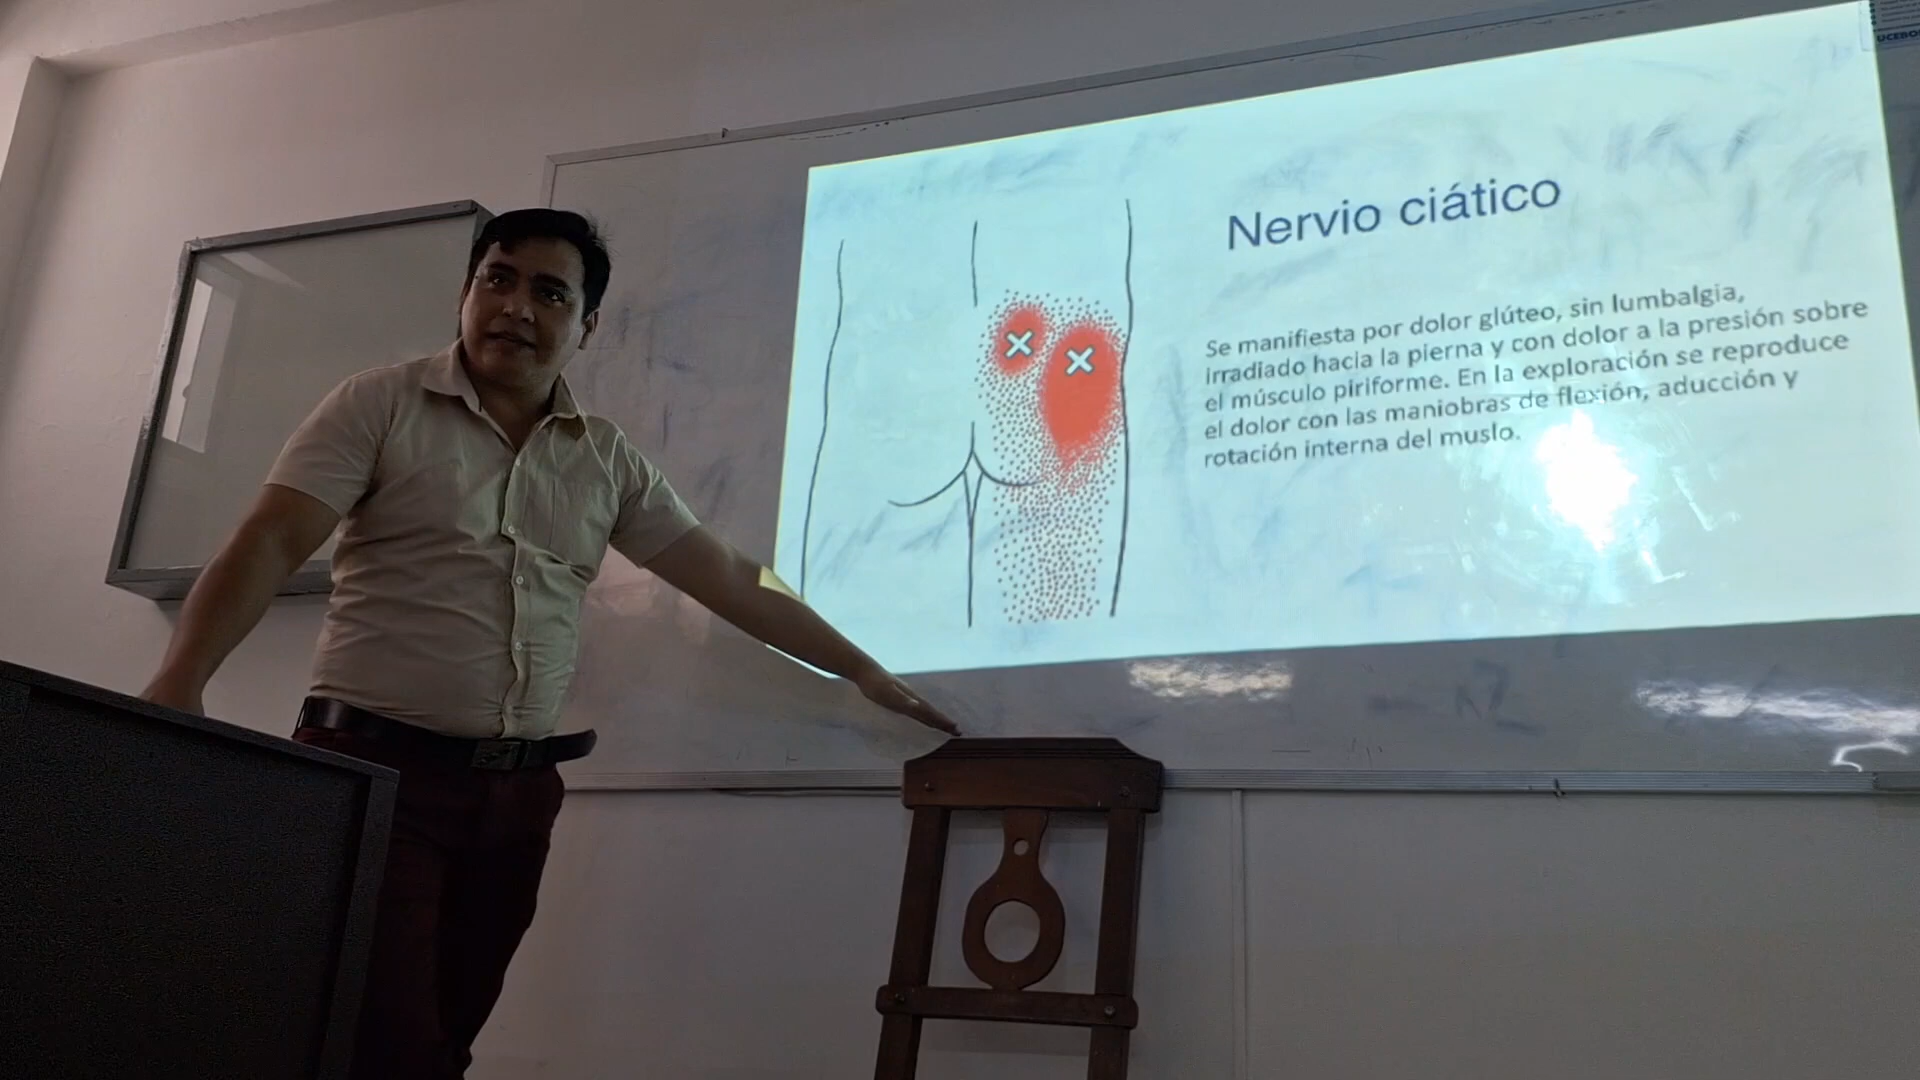 Nervio ciático
Se manifiesta por dolor glúteo, sin lumbalgia,
irradiado hacia la pierna y con dolor a la presión sobre
el músculo piriforme. En la exploración se reproduce
el dolor con las maniobras de flexión, aducción y
rotación interna del muslo.